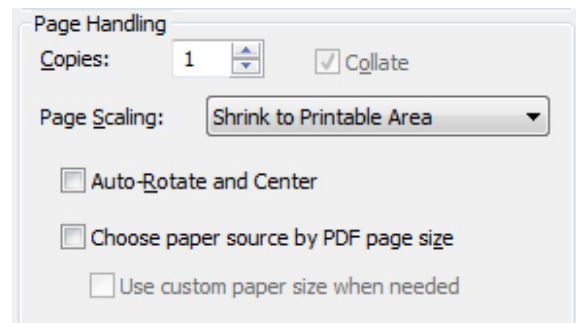 Page Handling
Copies: 1 Collate
Page Scaling: Shrink to Printable Area
Auto-Rotate and Center
Choose paper source by PDF page size
Use custom paper size when needed